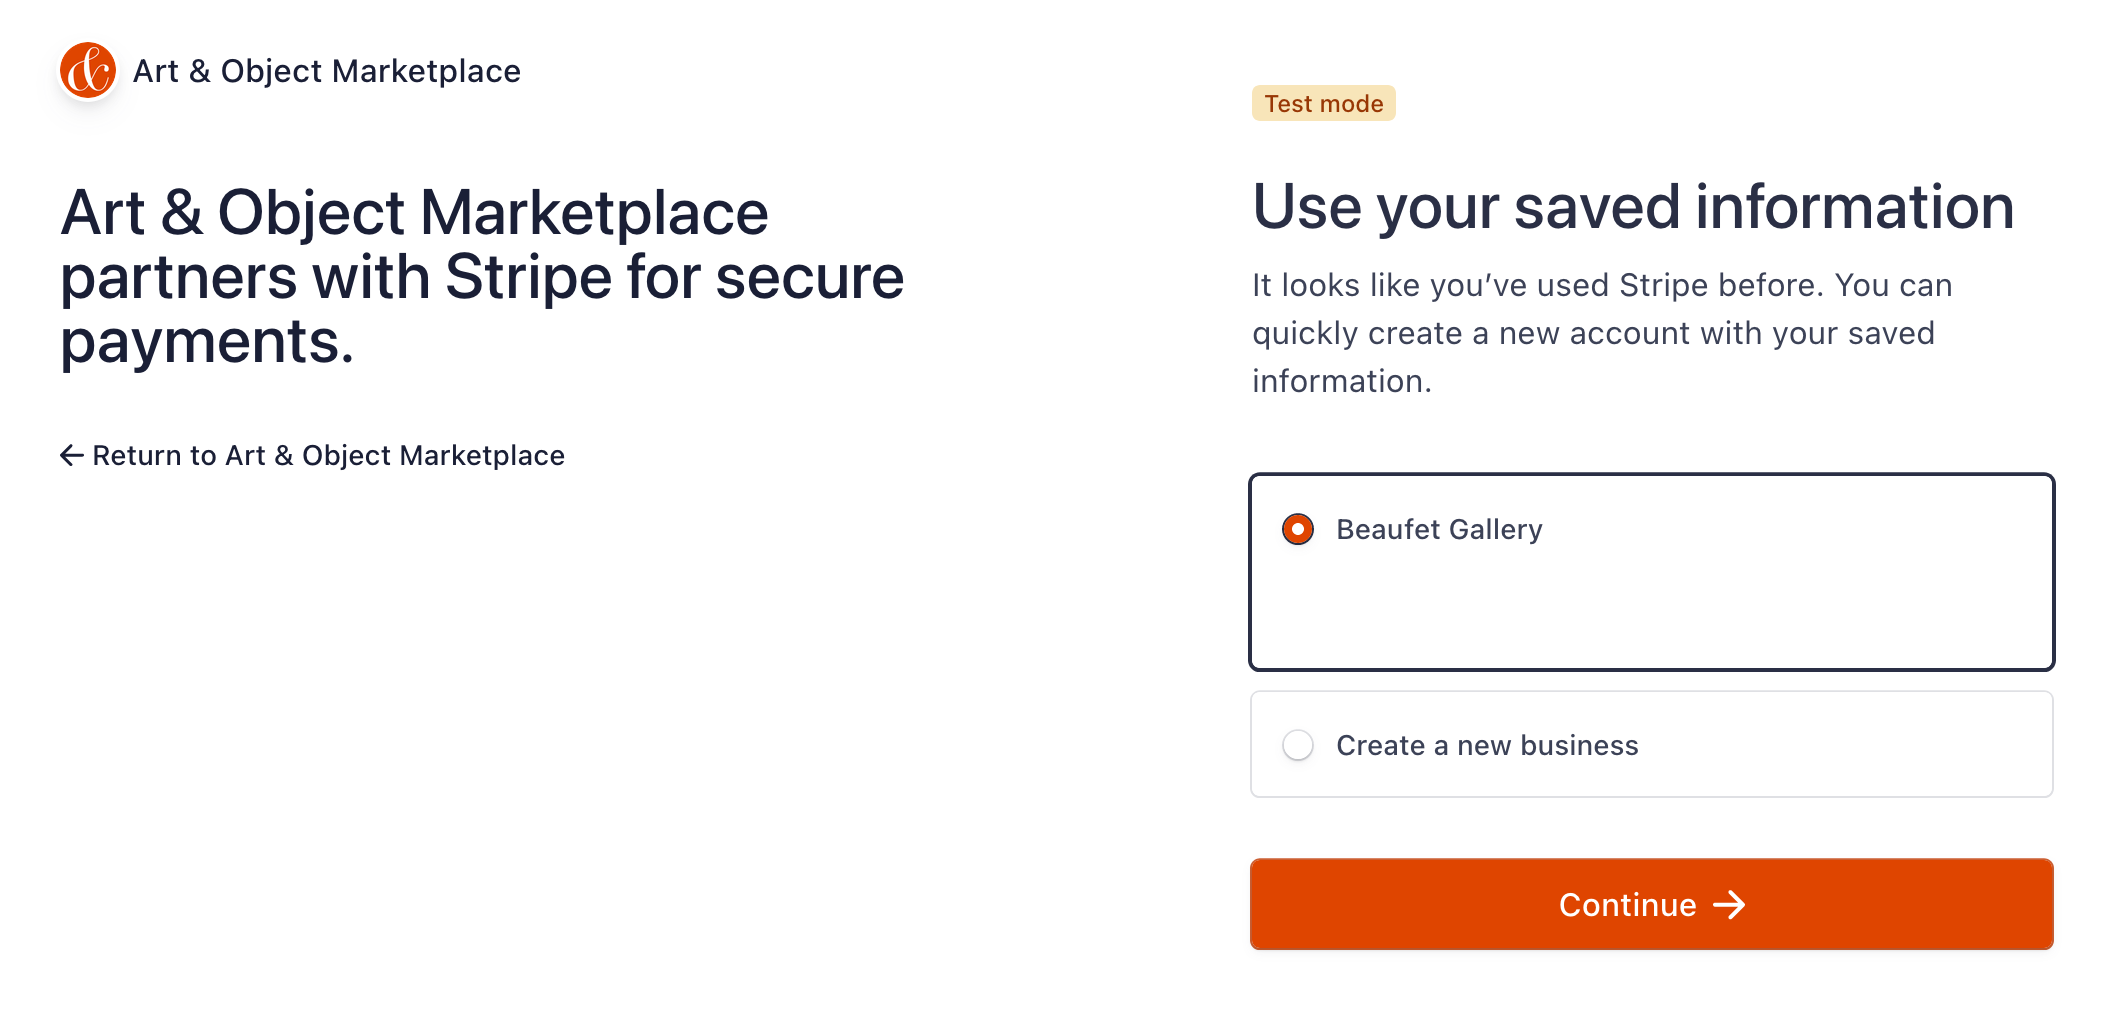 &
Art & Object Marketplace
Art & Object Marketplace
partners with Stripe for secure
payments.
← Return to Art & Object Marketplace
Test mode
Use your saved information
It looks like you’ve used Stripe before. You can
quickly create a new account with your saved
information.
Beaufet Gallery
Create a new business
Continue →